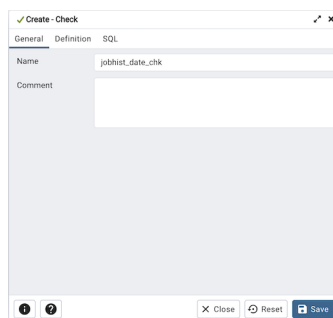 Create - Check
General Definition SQL
Name jobhist_date_chk
Comment
Close Reset Save